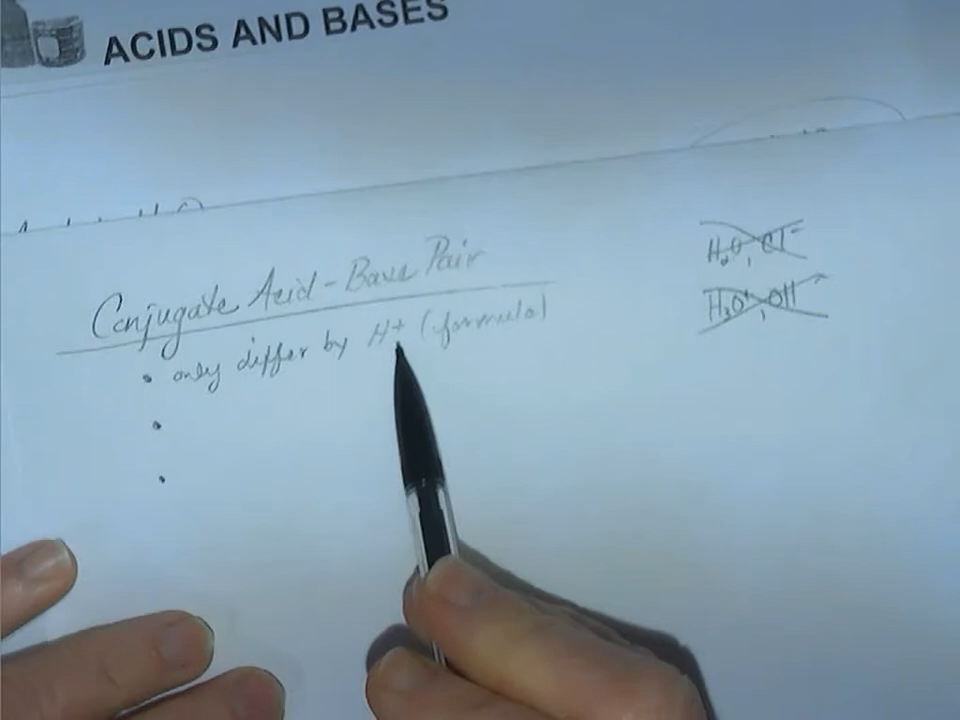 ACIDS AND BASES
Conjugate Acid-Base Pair
• only differ by H+ (formula)
•
•
H₂O, Cl⁻
H₃O⁺, OH⁻